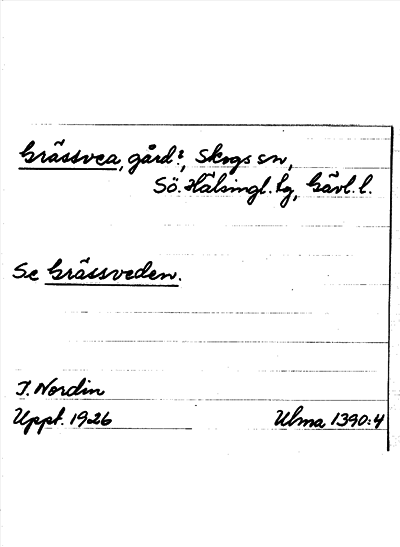 Grässvea, gård?, Skogs sn,
Sö. Hälsingl. Lg, Gävl. l.
Se Grässveden.
J. Nordin
Uppt. 1926 Ulma 1390:4